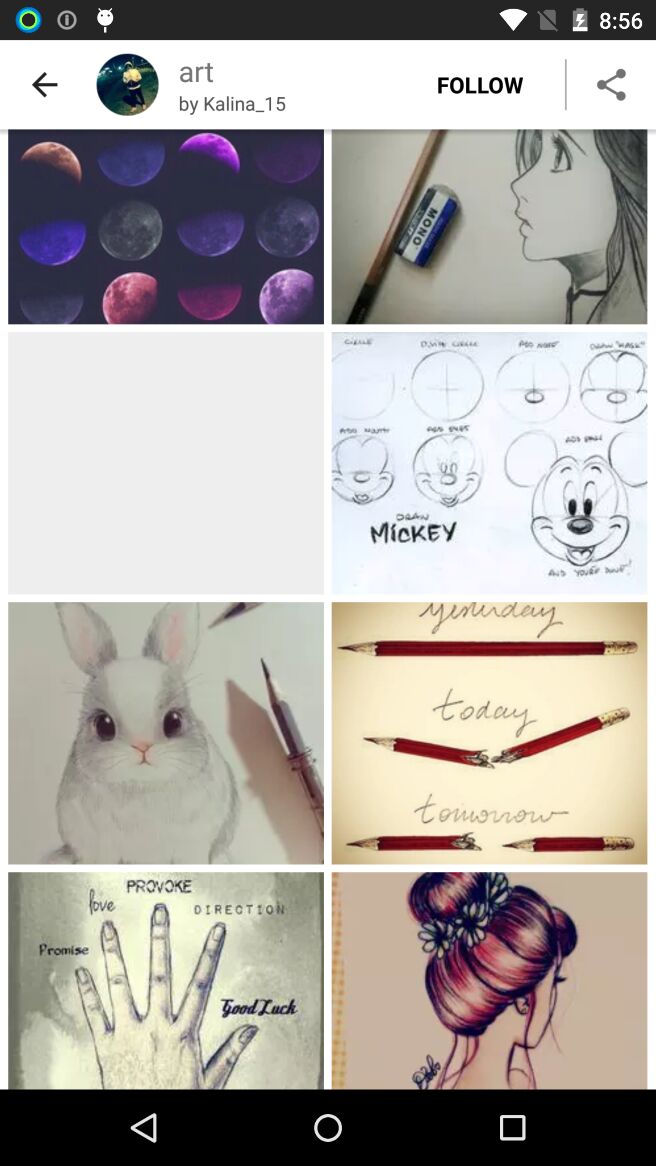 8:56
art
by Kalina_15
FOLLOW
MONO
CIRCLE
DIVIDE CIRCLE
ADD NOSE
DRAW "MASK"
ADD MOUTH
ADD EYES
ADD EARS
DRAW
MICKEY
AND YOU'RE DONE!
yesterday
today
tomorrow
PROVOKE
love
DIRECTION
Promise
Good Luck